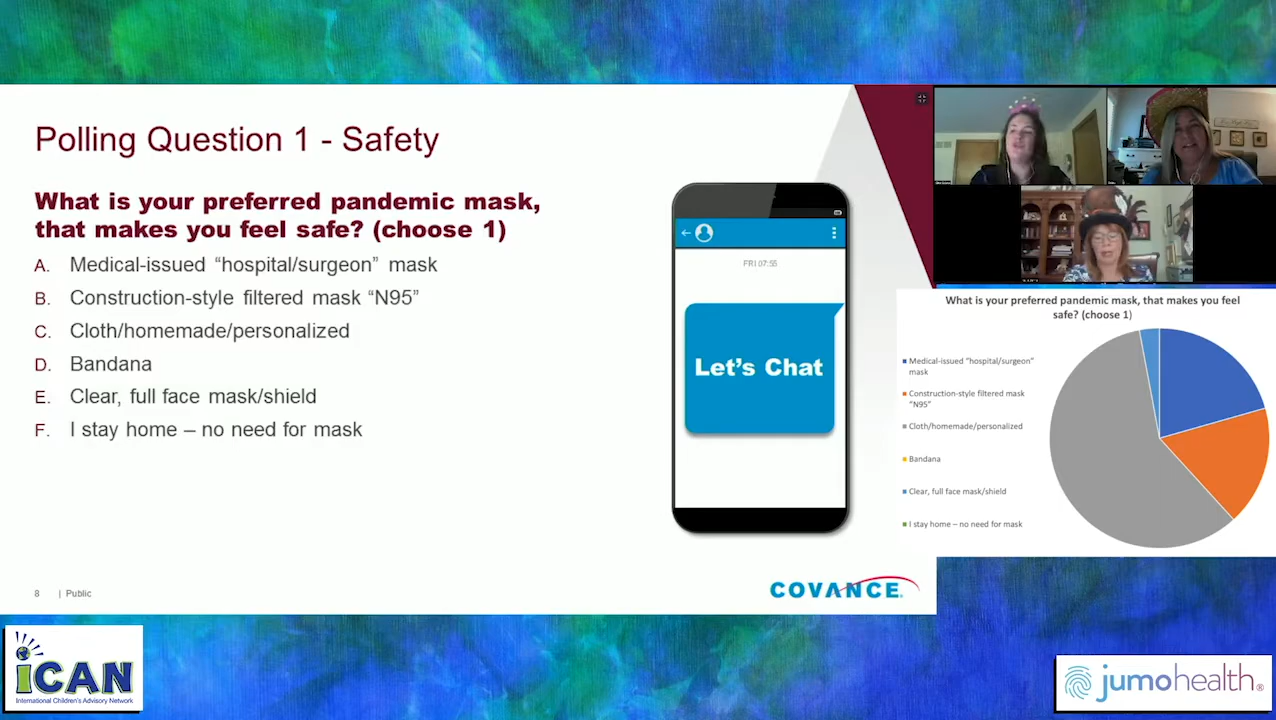 Polling Question 1 - Safety
What is your preferred pandemic mask,
that makes you feel safe? (choose 1)
A. Medical-issued “hospital/surgeon” mask
B. Construction-style filtered mask “N95”
C. Cloth/homemade/personalized
D. Bandana
E. Clear, full face mask/shield
F. I stay home – no need for mask
FRI 07:55
Let’s Chat
8 | Public
COVANCE.
What is your preferred pandemic mask, that makes you feel
safe? (choose 1)
Medical-issued “hospital/surgeon”
mask
Construction-style filtered mask
“N95”
Cloth/homemade/personalized
Bandana
Clear, full face mask/shield
I stay home – no need for mask
iCAN
International Children's Advisory Network
jumohealth®